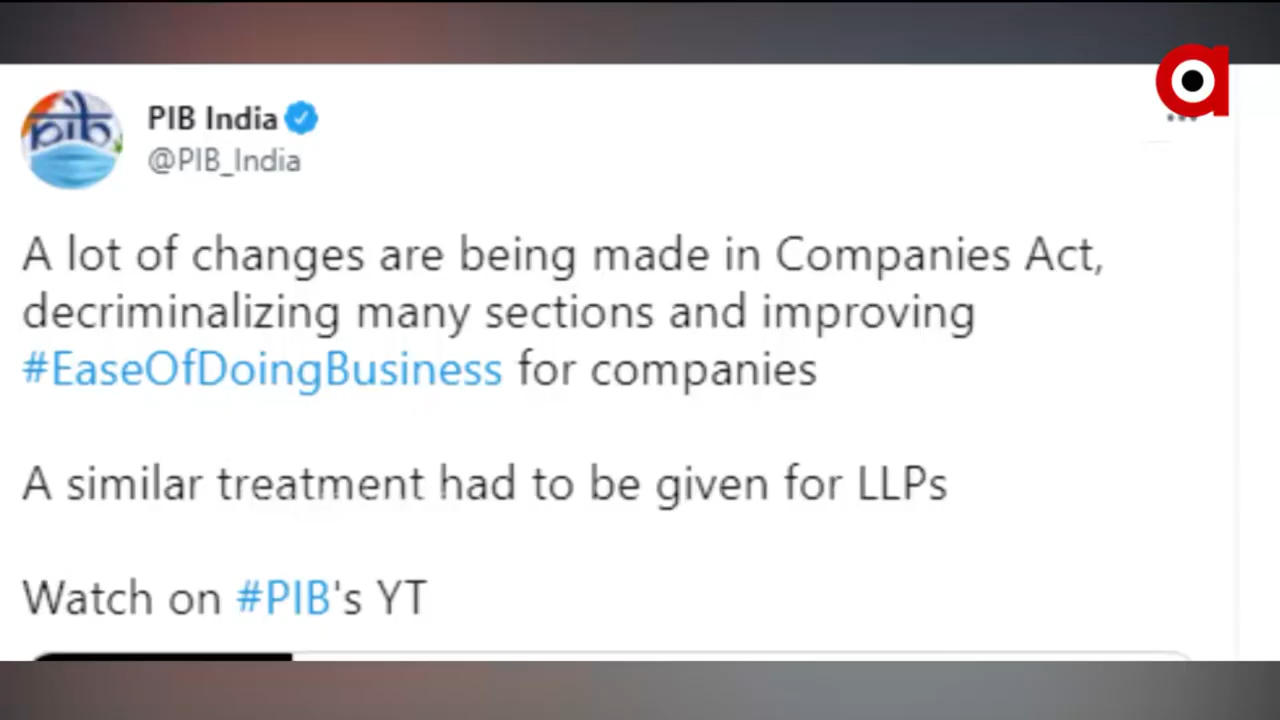 pib
PIB India
@PIB_India
A lot of changes are being made in Companies Act,
decriminalizing many sections and improving
#EaseOfDoingBusiness for companies
A similar treatment had to be given for LLPs
Watch on #PIB's YT